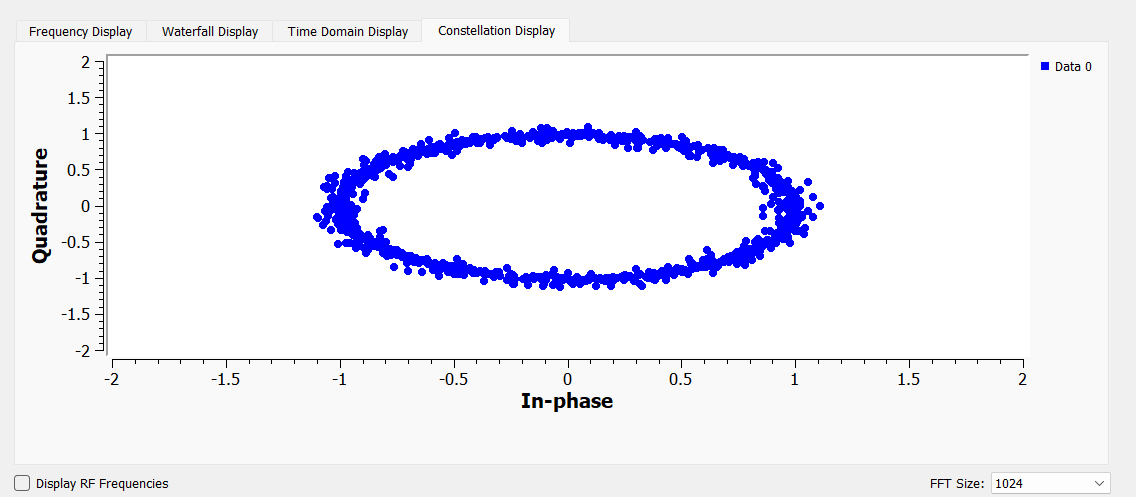 Frequency Display Waterfall Display Time Domain Display Constellation Display
Data 0
Quadrature
2
1.5
1
0.5
0
-0.5
-1
-1.5
-2
-2 -1.5 -1 -0.5 0 0.5 1 1.5 2
In-phase
Display RF Frequencies FFT Size: 1024